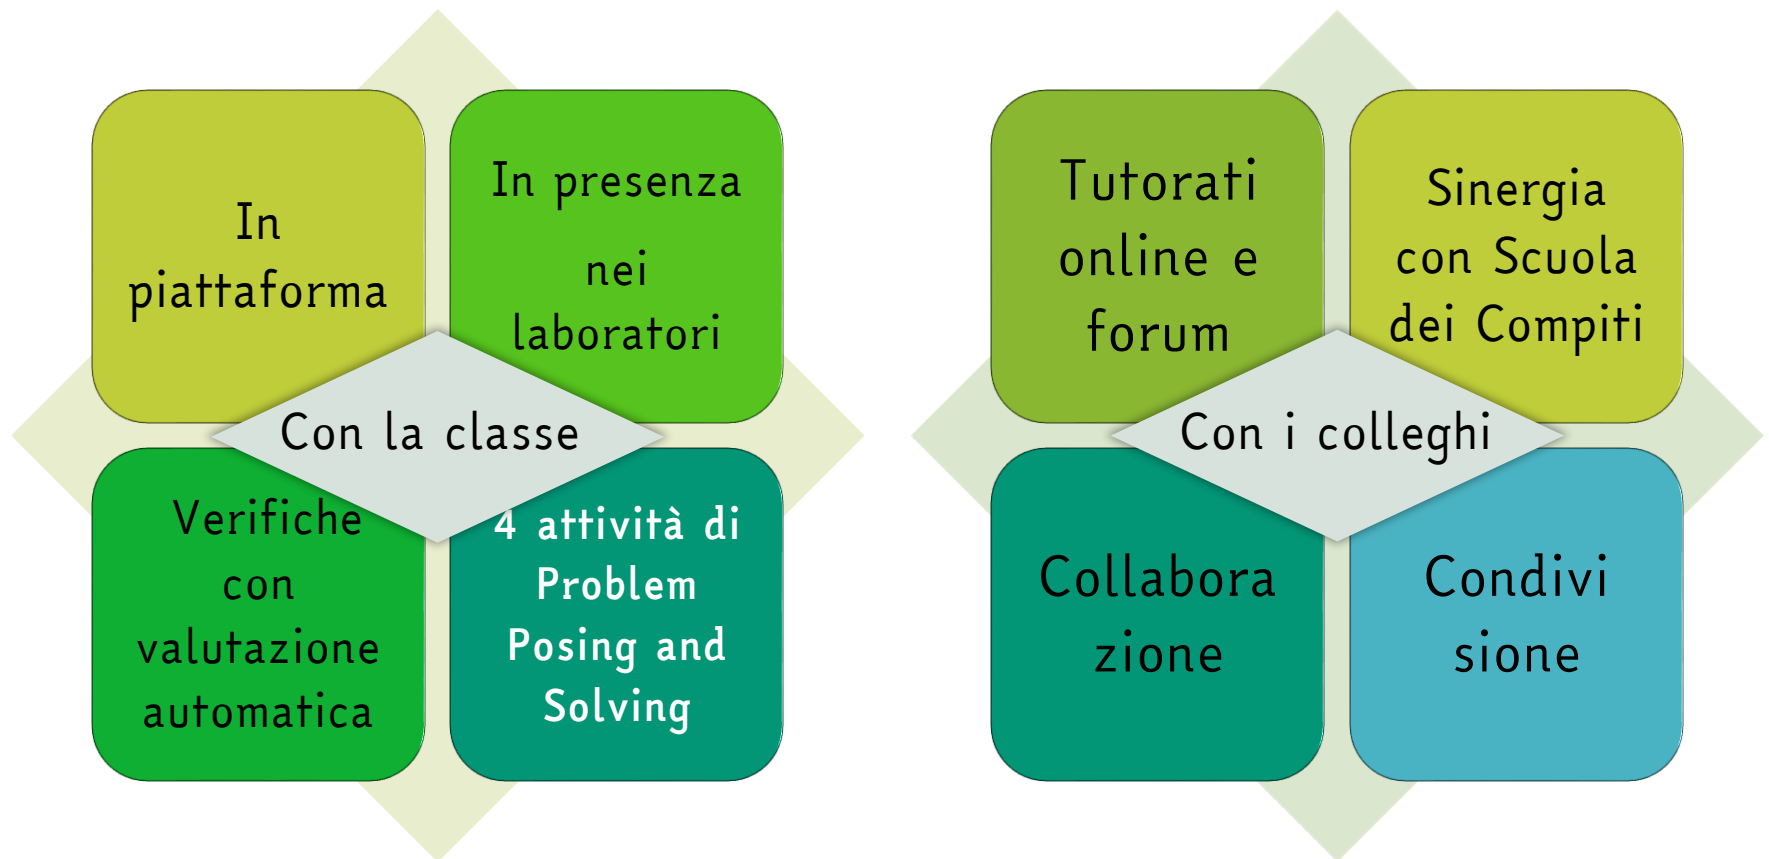 In
piattaforma
In presenza
nei
laboratori
Con la classe
Verifiche
con
valutazione
automatica
4 attività di
Problem
Posing and
Solving
Tutorati
online e
forum
Sinergia
con Scuola
dei Compiti
Con i colleghi
Collabora
zione
Condivi
sione